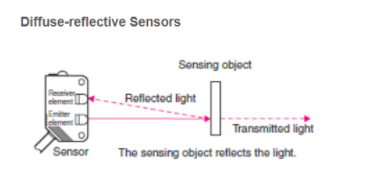 Diffuse-reflective Sensors
Sensing object
Receiver
element
Reflected light
Emitter
element
Transmitted light
Sensor
The sensing object reflects the light.